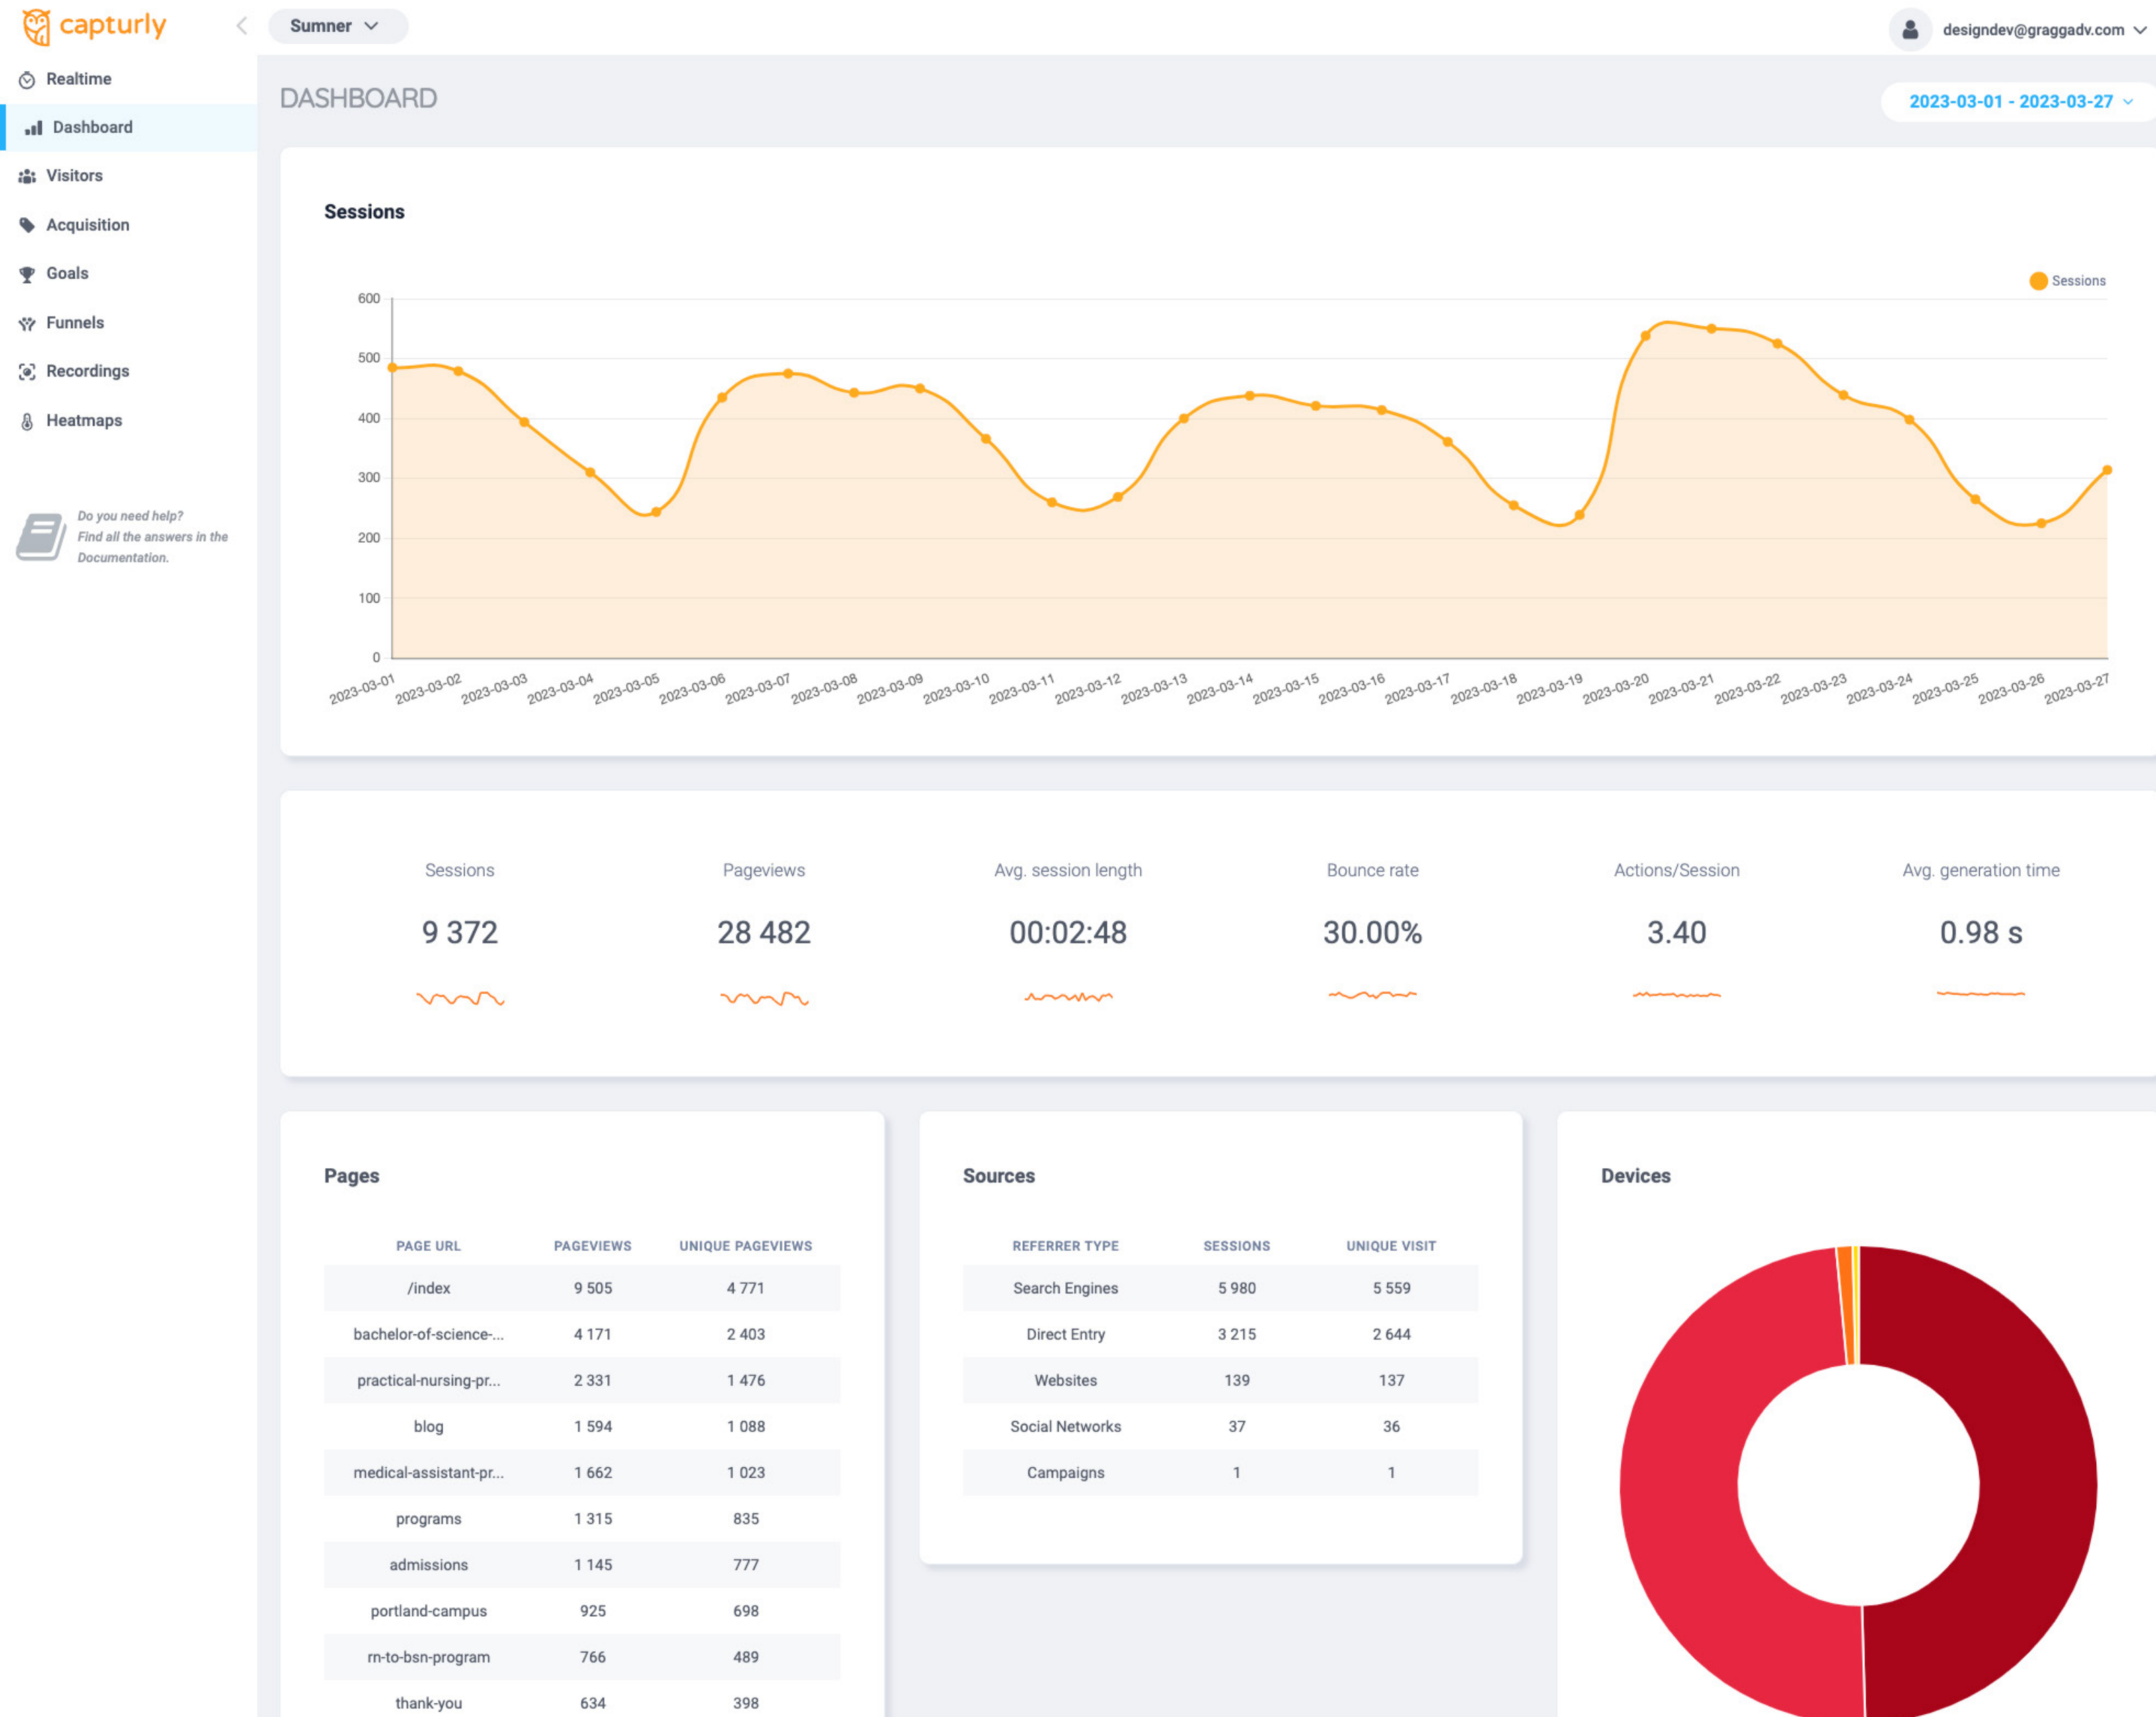 capturly
Sumner
designdev@graggadv.com
Realtime
Dashboard
Visitors
Acquisition
Goals
Funnels
Recordings
Heatmaps
Do you need help?
Find all the answers in the
Documentation.
DASHBOARD
2023-03-01 - 2023-03-27
Sessions
Sessions
600
500
400
300
200
100
0
2023-03-01 2023-03-02 2023-03-03 2023-03-04 2023-03-05 2023-03-06 2023-03-07 2023-03-08 2023-03-09 2023-03-10 2023-03-11 2023-03-12 2023-03-13 2023-03-14 2023-03-15 2023-03-16 2023-03-17 2023-03-18 2023-03-19 2023-03-20 2023-03-21 2023-03-22 2023-03-23 2023-03-24 2023-03-25 2023-03-26 2023-03-27
Sessions Pageviews Avg. session length Bounce rate Actions/Session Avg. generation time
9 372 28 482 00:02:48 30.00% 3.40 0.98 s
Pages
PAGE URL PAGEVIEWS UNIQUE PAGEVIEWS
/index 9 505 4 771
bachelor-of-science-... 4 171 2 403
practical-nursing-pr... 2 331 1 476
blog 1 594 1 088
medical-assistant-pr... 1 662 1 023
programs 1 315 835
admissions 1 145 777
portland-campus 925 698
rn-to-bsn-program 766 489
thank-you 634 398
Sources
REFERRER TYPE SESSIONS UNIQUE VISIT
Search Engines 5 980 5 559
Direct Entry 3 215 2 644
Websites 139 137
Social Networks 37 36
Campaigns 1 1
Devices